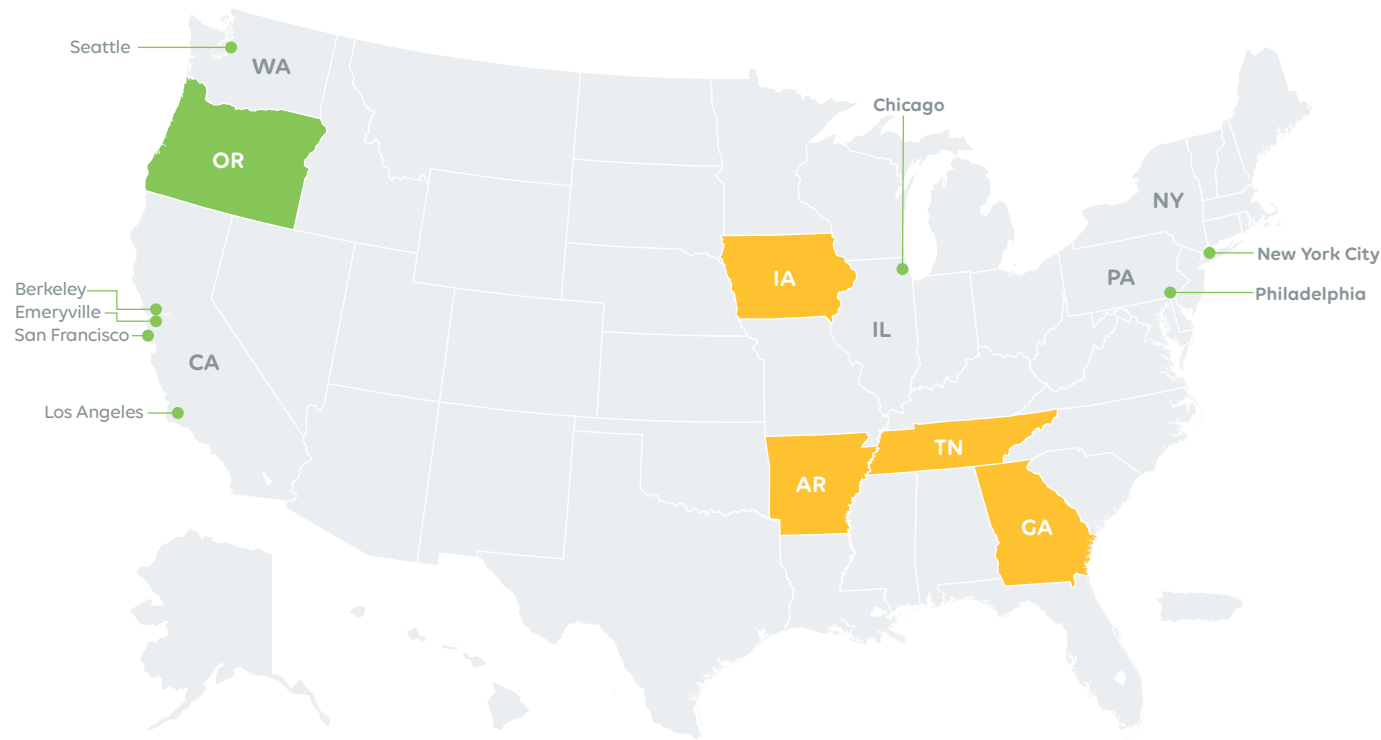 Seattle
WA
Chicago
OR
NY
New York City
IA
PA
Berkeley
Philadelphia
Emeryville
IL
San Francisco
CA
Los Angeles
TN
AR
GA